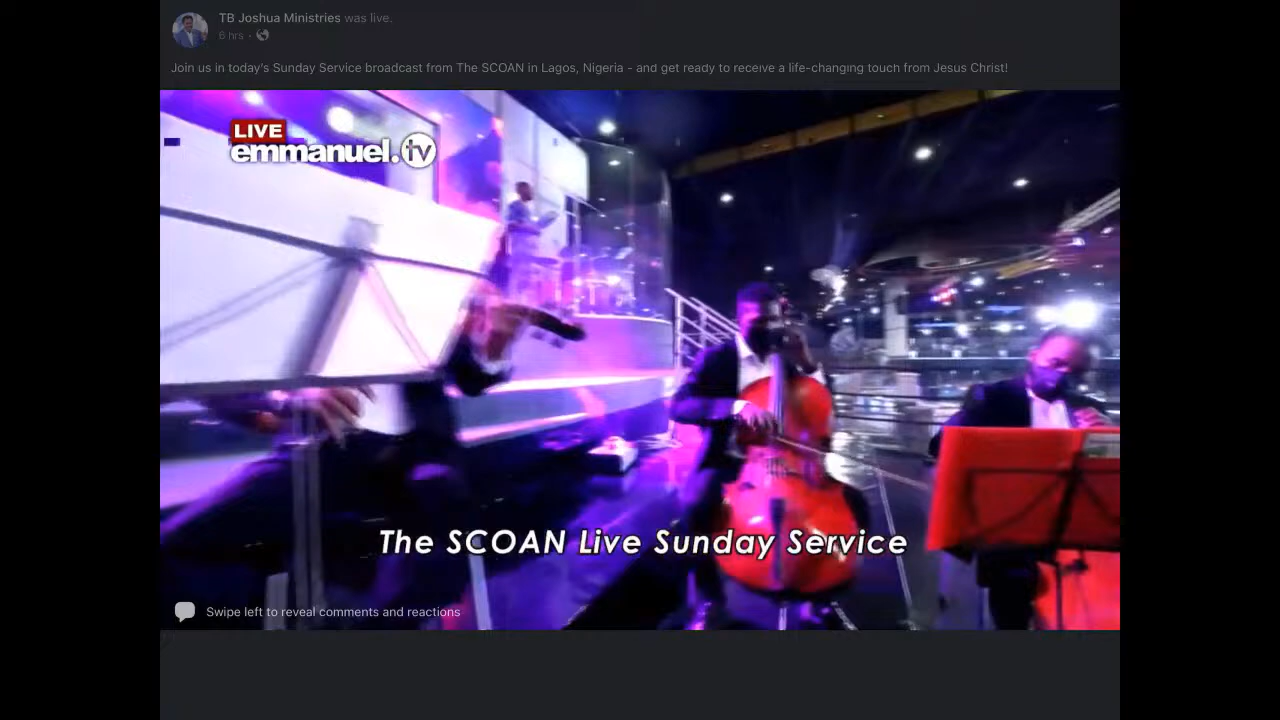 TB Joshua Ministries was live.
6 hrs ·
Join us in today's Sunday Service broadcast from The SCOAN in Lagos, Nigeria - and get ready to receive a life-changing touch from Jesus Christ!
LIVE
emmanuel.tv
The SCOAN Live Sunday Service
Swipe left to reveal comments and reactions